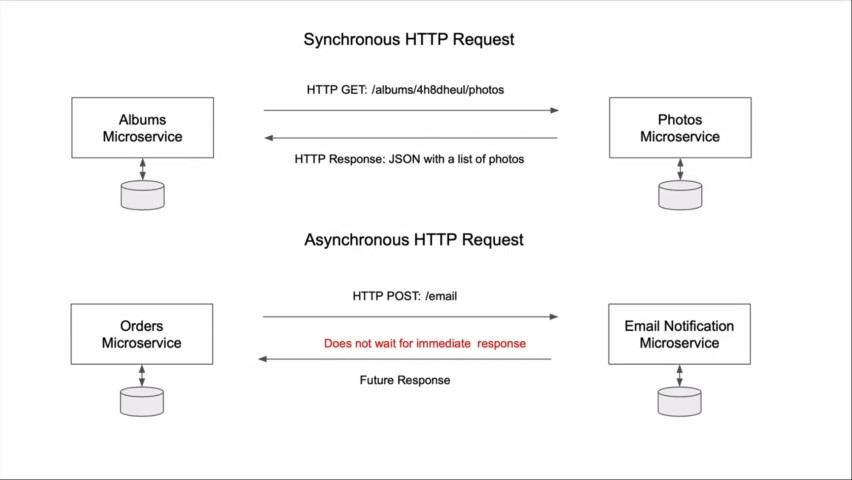 Synchronous HTTP Request
HTTP GET: /albums/4h8dheul/photos
Albums
Microservice
Photos
Microservice
HTTP Response: JSON with a list of photos
Asynchronous HTTP Request
HTTP POST: /email
Orders
Microservice
Email Notification
Microservice
Does not wait for immediate response
Future Response